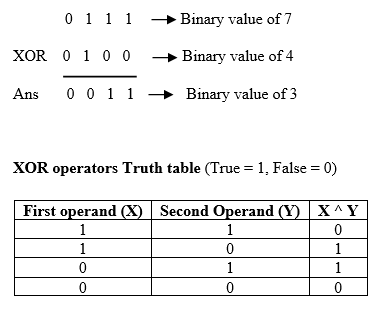 0 1 1 1 → Binary value of 7
XOR 0 1 0 0 → Binary value of 4
Ans 0 0 1 1 → Binary value of 3
XOR operators Truth table (True = 1, False = 0)
First operand (X) Second Operand (Y) X ^ Y
1 1 0
1 0 1
0 1 1
0 0 0